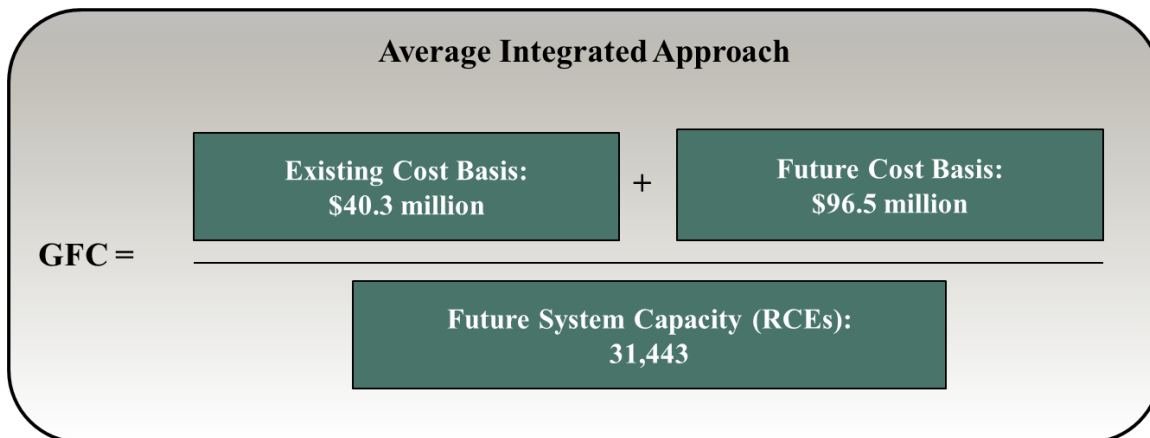 Average Integrated Approach
Existing Cost Basis:
$40.3 million
+
Future Cost Basis:
$96.5 million
GFC =
Future System Capacity (RCEs):
31,443